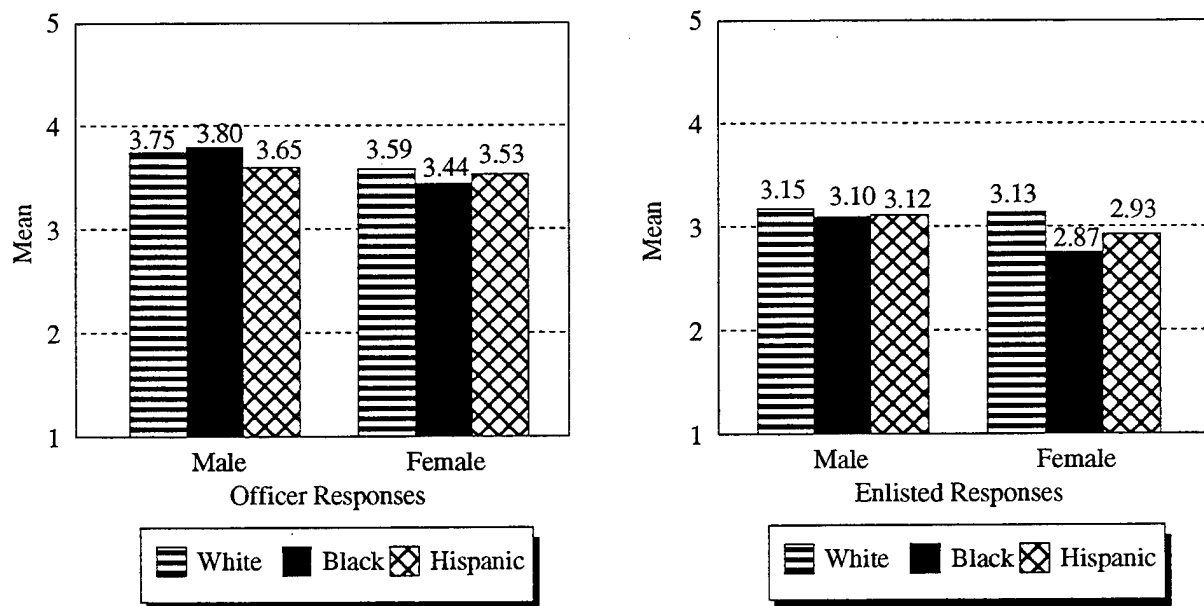 5
4
3
2
1
Mean
3.75
3.80
3.65
3.59
3.44
3.53
Male
Female
Officer Responses
White
Black
Hispanic
5
4
3
2
1
Mean
3.15
3.10
3.12
3.13
2.87
2.93
Male
Female
Enlisted Responses
White
Black
Hispanic